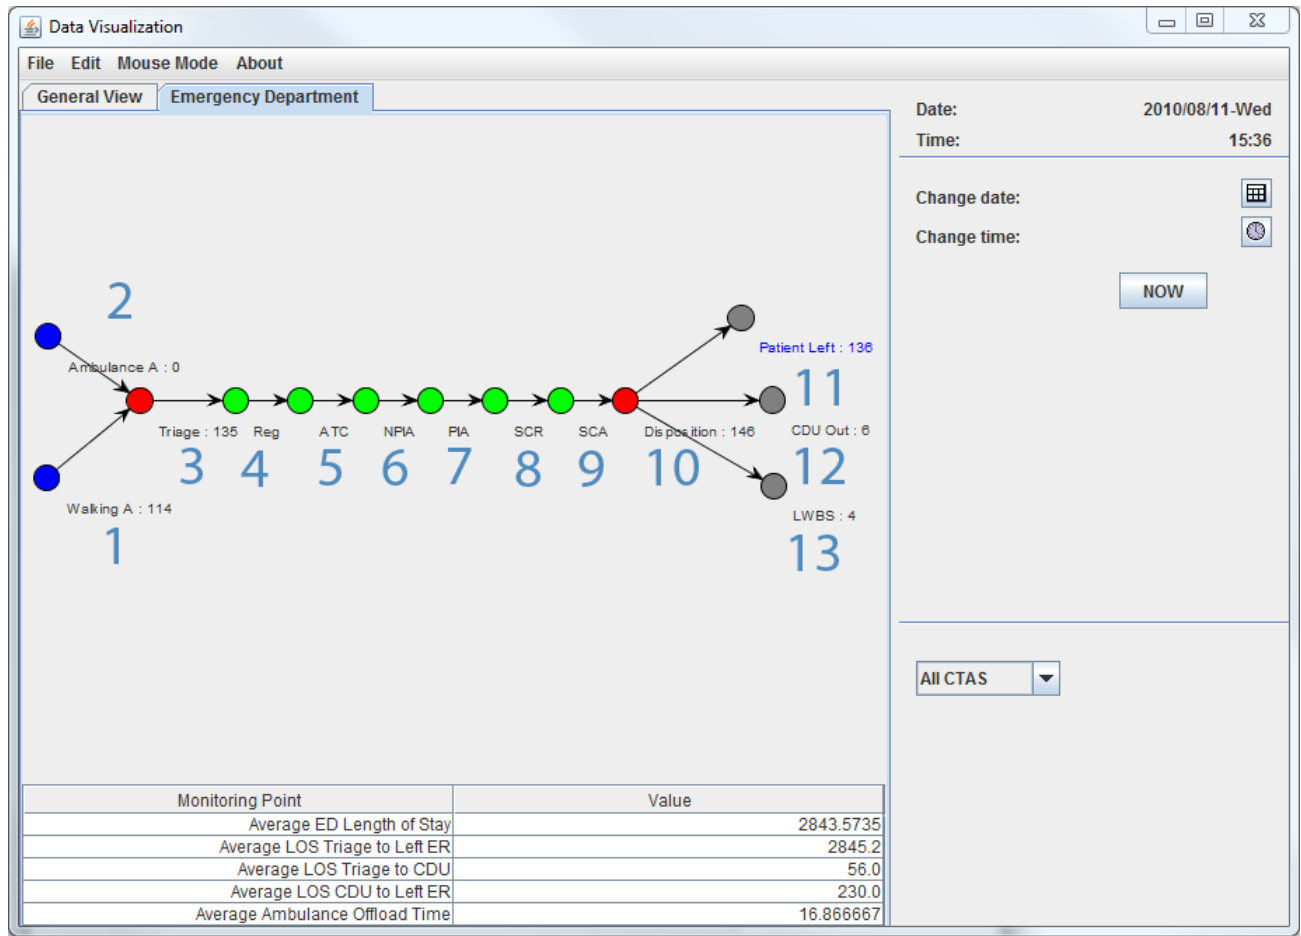 Data Visualization
File Edit Mouse Mode About
General View Emergency Department
Date: 2010/08/11-Wed
Time: 15:36
Change date:
Change time:
NOW
2
Ambulance A : 0
Patient Left : 136
11
Triage : 135 Reg ATC NPIA PIA SCR SCA Disposition : 146 CDU Out : 6
3 4 5 6 7 8 9 10 12
Walking A : 114
LWBS : 4
1
13
All CTAS
Monitoring Point Value
Average ED Length of Stay 2843.5735
Average LOS Triage to Left ER 2845.2
Average LOS Triage to CDU 56.0
Average LOS CDU to Left ER 230.0
Average Ambulance Offload Time 16.866667